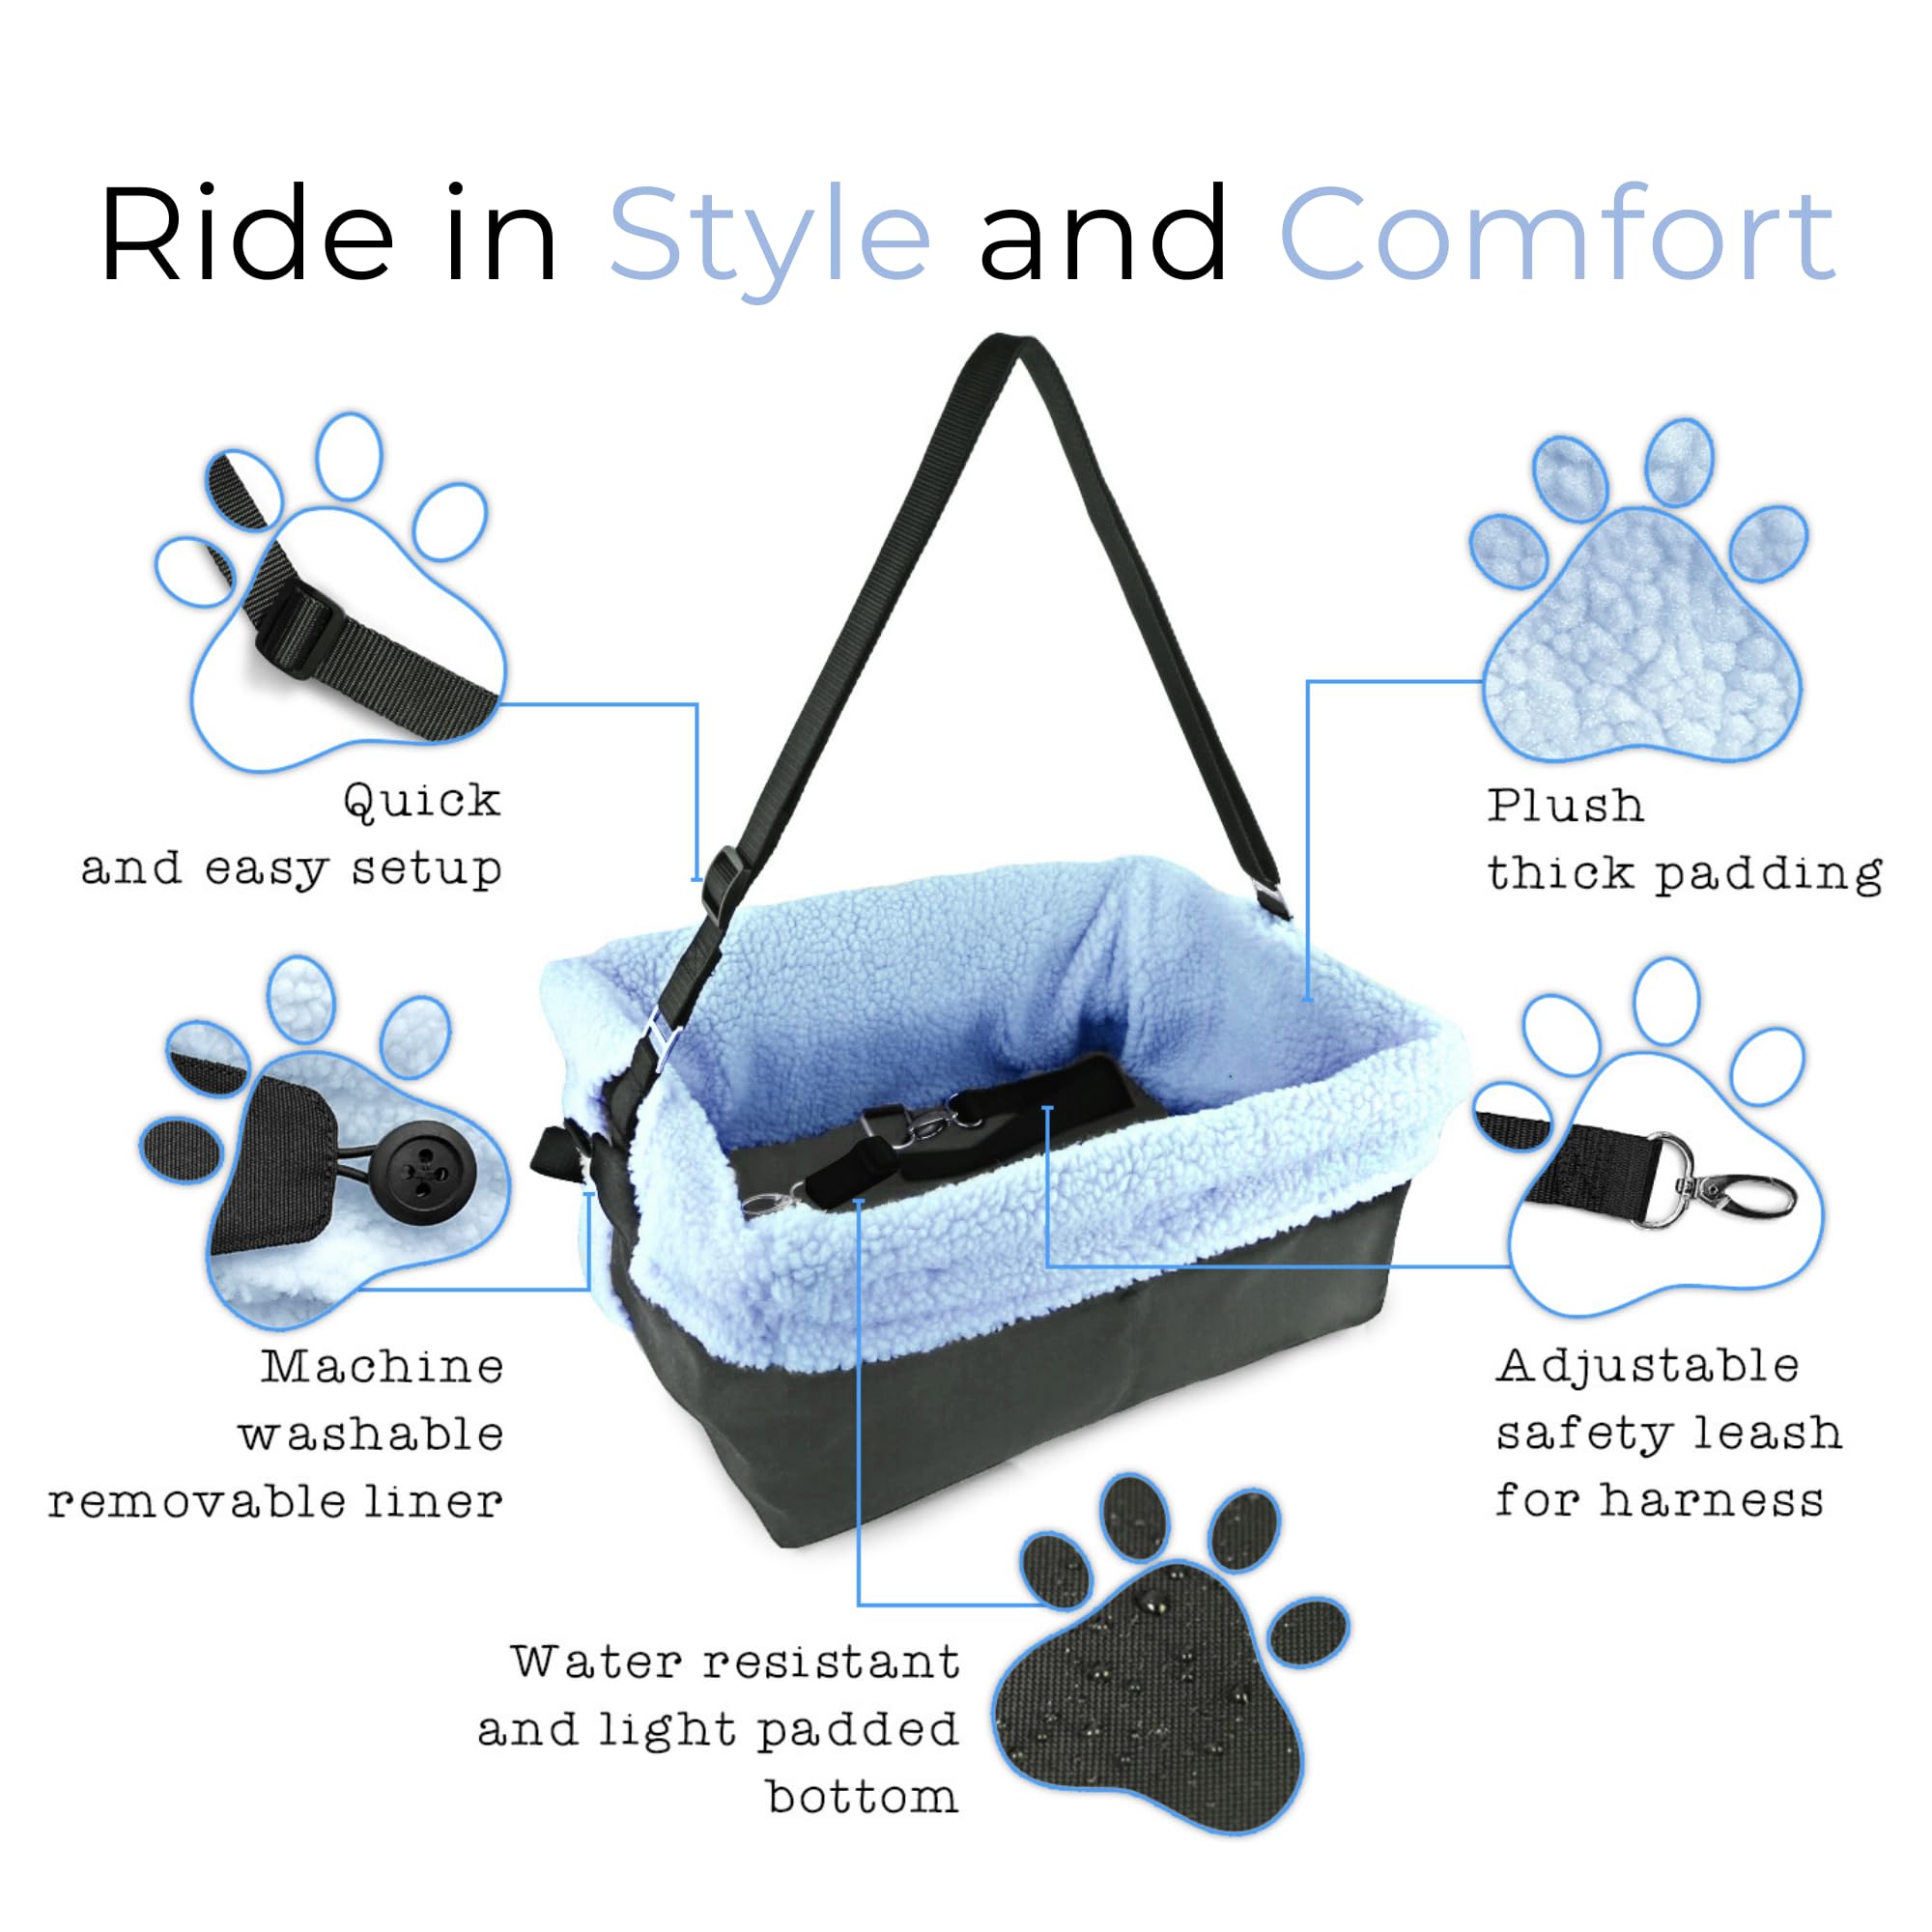 Ride in Style and Comfort
Quick
and easy setup
Plush
thick padding
Machine
washable
removable liner
Adjustable
safety leash
for harness
Water resistant
and light padded
bottom